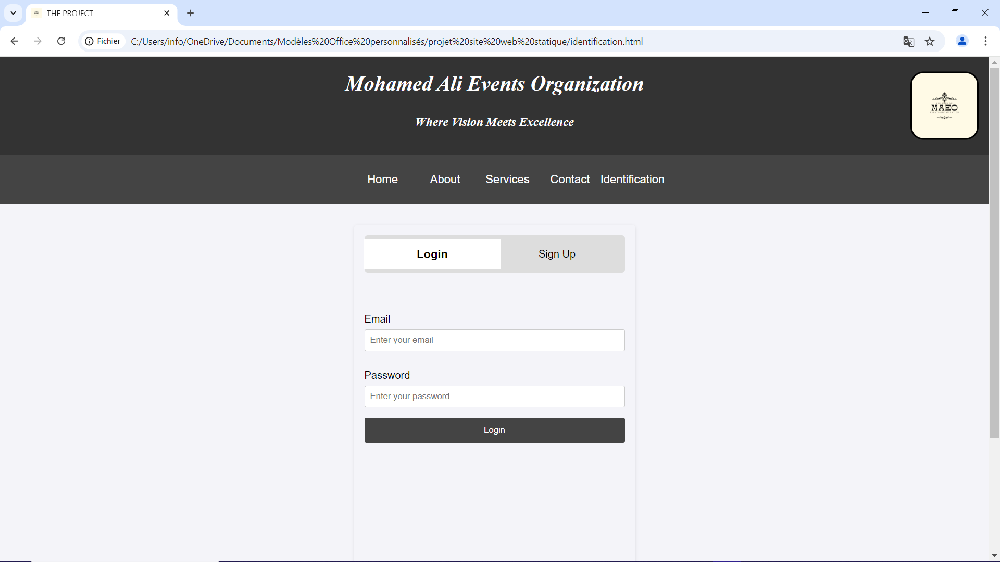 THE PROJECT
Fichier C:/Users/info/OneDrive/Documents/Modèles%20Office%20personnalisés/projet%20site%20web%20statique/identification.html
Mohamed Ali Events Organization
Where Vision Meets Excellence
MAEO
Home About Services Contact Identification
Login Sign Up
Email
Enter your email
Password
Enter your password
Login